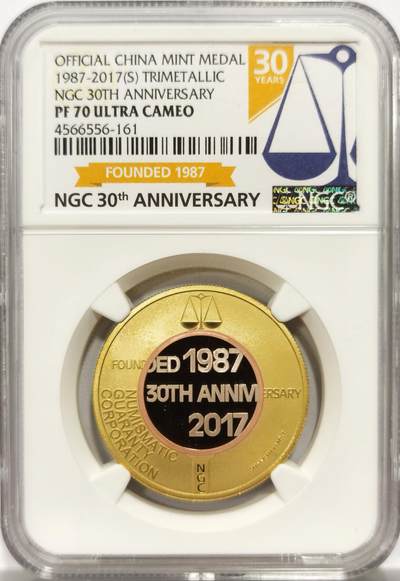 OFFICIAL CHINA MINT MEDAL
1987-2017(S) TRIMETALLIC
NGC 30TH ANNIVERSARY
PF 70 ULTRA CAMEO
4566556-161
30
YEARS
FOUNDED 1987
NGC 30th ANNIVERSARY
NGC
FOUNDED 1987
30TH ANNIVERSARY
2017
NUMISMATIC
GUARANTY
CORPORATION
NGC